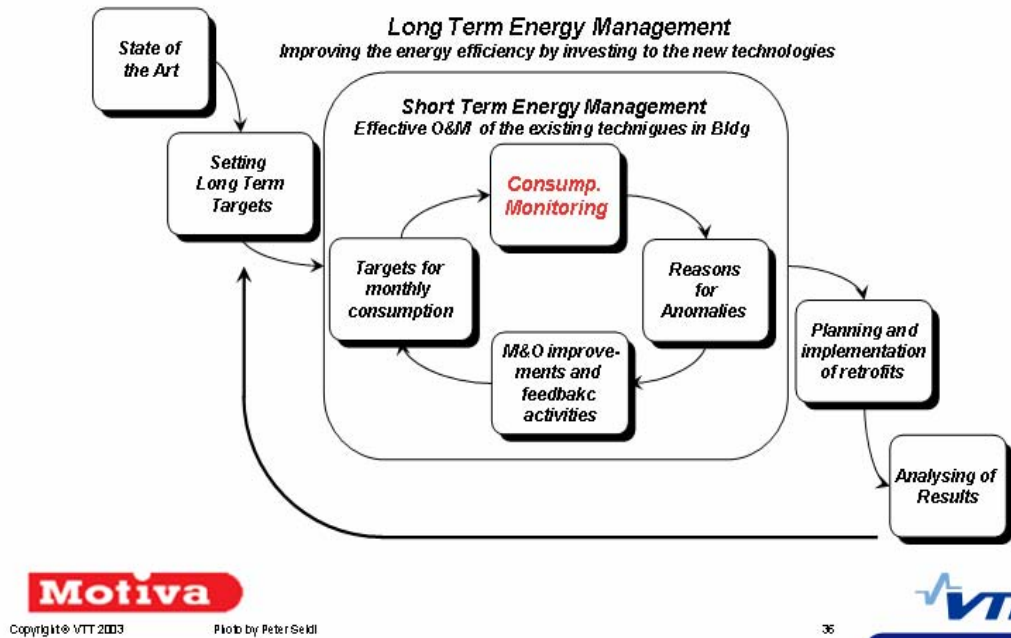 Long Term Energy Management
Improving the energy efficiency by investing to the new technologies
State of
the Art
Short Term Energy Management
Effective O&M of the existing technigues in Bldg
Setting
Long Term
Targets
Consump.
Monitoring
Targets for
monthly
consumption
Reasons
for
Anomalies
M&O improve-
ments and
feedbakc
activities
Planning and
implementation
of retrofits
Analysing of
Results
Motiva
VTT
Copyright © VTT 2003
Photo by Peter Seidl
36